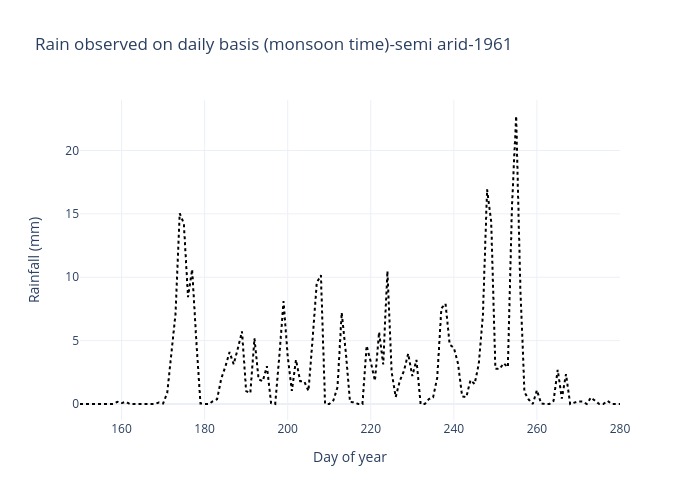 Rain observed on daily basis (monsoon time)-semi arid-1961
Rainfall (mm)
20
15
10
5
0
160 180 200 220 240 260 280
Day of year